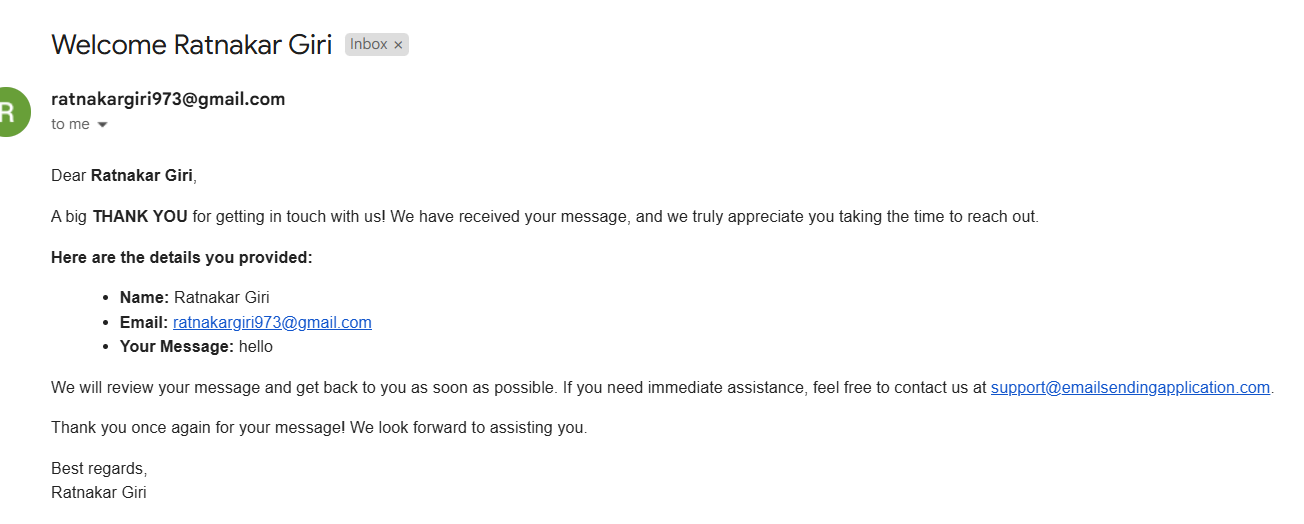 Welcome Ratnakar Giri Inbox ×
R
ratnakargiri973@gmail.com
to me
Dear Ratnakar Giri,
A big THANK YOU for getting in touch with us! We have received your message, and we truly appreciate you taking the time to reach out.
Here are the details you provided:
• Name: Ratnakar Giri
• Email: ratnakargiri973@gmail.com
• Your Message: hello
We will review your message and get back to you as soon as possible. If you need immediate assistance, feel free to contact us at support@emailsendingapplication.com.
Thank you once again for your message! We look forward to assisting you.
Best regards,
Ratnakar Giri